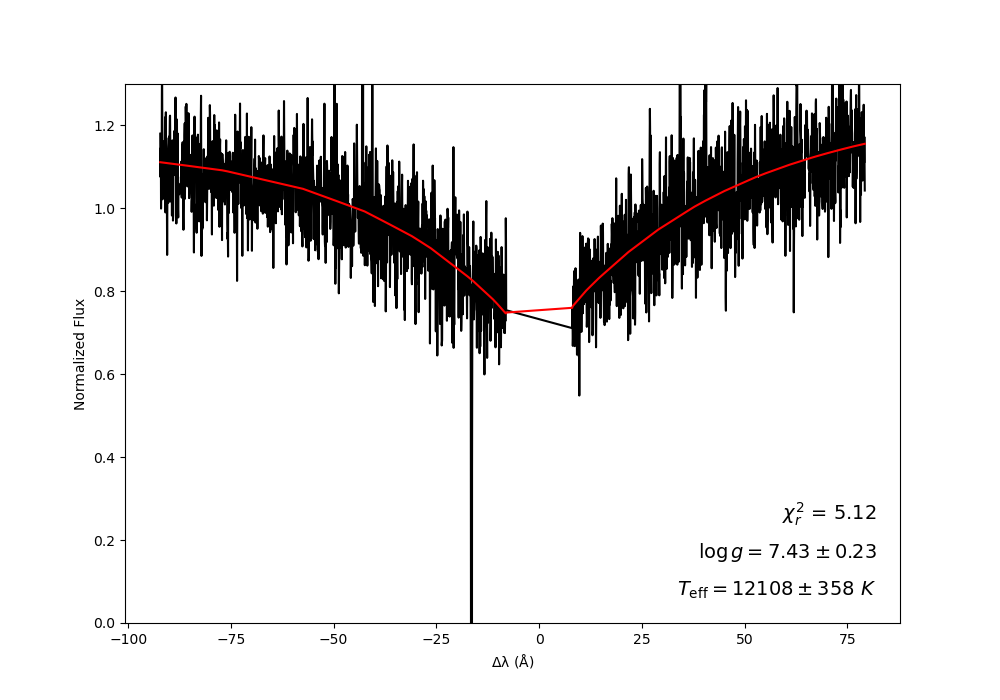 1.2
1.0
0.8
0.6
0.4
0.2
0.0
Normalized Flux
χ²ᵣ = 5.12
log g = 7.43 ± 0.23
T_eff = 12108 ± 358 K
−100 −75 −50 −25 0 25 50 75
Δλ (Å)